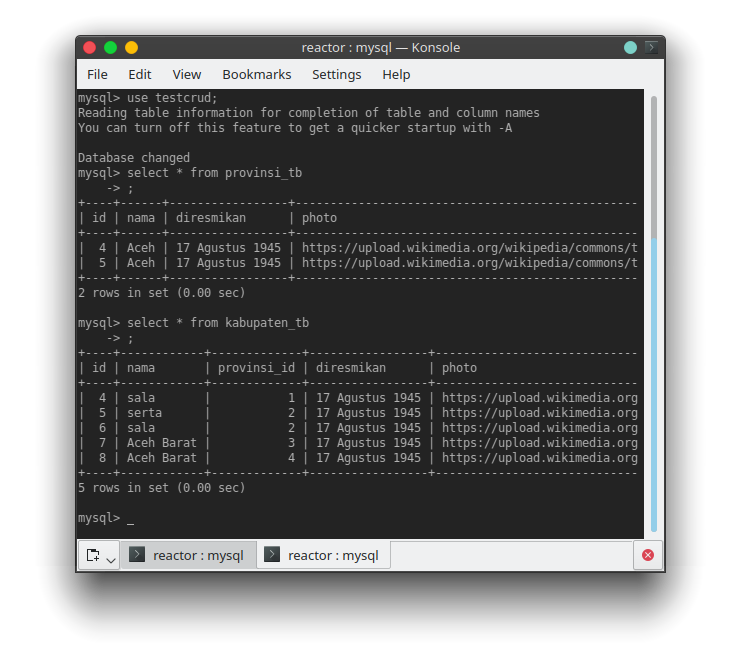 reactor : mysql — Konsole
File Edit View Bookmarks Settings Help
mysql> use testcrud;
Reading table information for completion of table and column names
You can turn off this feature to get a quicker startup with -A
Database changed
mysql> select * from provinsi_tb
    -> ;
+----+------+-----------------+-------------------------------------------------
| id | nama | diresmikan      | photo
+----+------+-----------------+-------------------------------------------------
|  4 | Aceh | 17 Agustus 1945 | https://upload.wikimedia.org/wikipedia/commons/t
|  5 | Aceh | 17 Agustus 1945 | https://upload.wikimedia.org/wikipedia/commons/t
+----+------+-----------------+-------------------------------------------------
2 rows in set (0.00 sec)
mysql> select * from kabupaten_tb
    -> ;
+----+------------+-------------+-----------------+-----------------------------
| id | nama       | provinsi_id | diresmikan      | photo
+----+------------+-------------+-----------------+-----------------------------
|  4 | sala       |           1 | 17 Agustus 1945 | https://upload.wikimedia.org
|  5 | serta      |           2 | 17 Agustus 1945 | https://upload.wikimedia.org
|  6 | sala       |           2 | 17 Agustus 1945 | https://upload.wikimedia.org
|  7 | Aceh Barat |           3 | 17 Agustus 1945 | https://upload.wikimedia.org
|  8 | Aceh Barat |           4 | 17 Agustus 1945 | https://upload.wikimedia.org
+----+------------+-------------+-----------------+-----------------------------
5 rows in set (0.00 sec)
mysql> _
reactor : mysql reactor : mysql